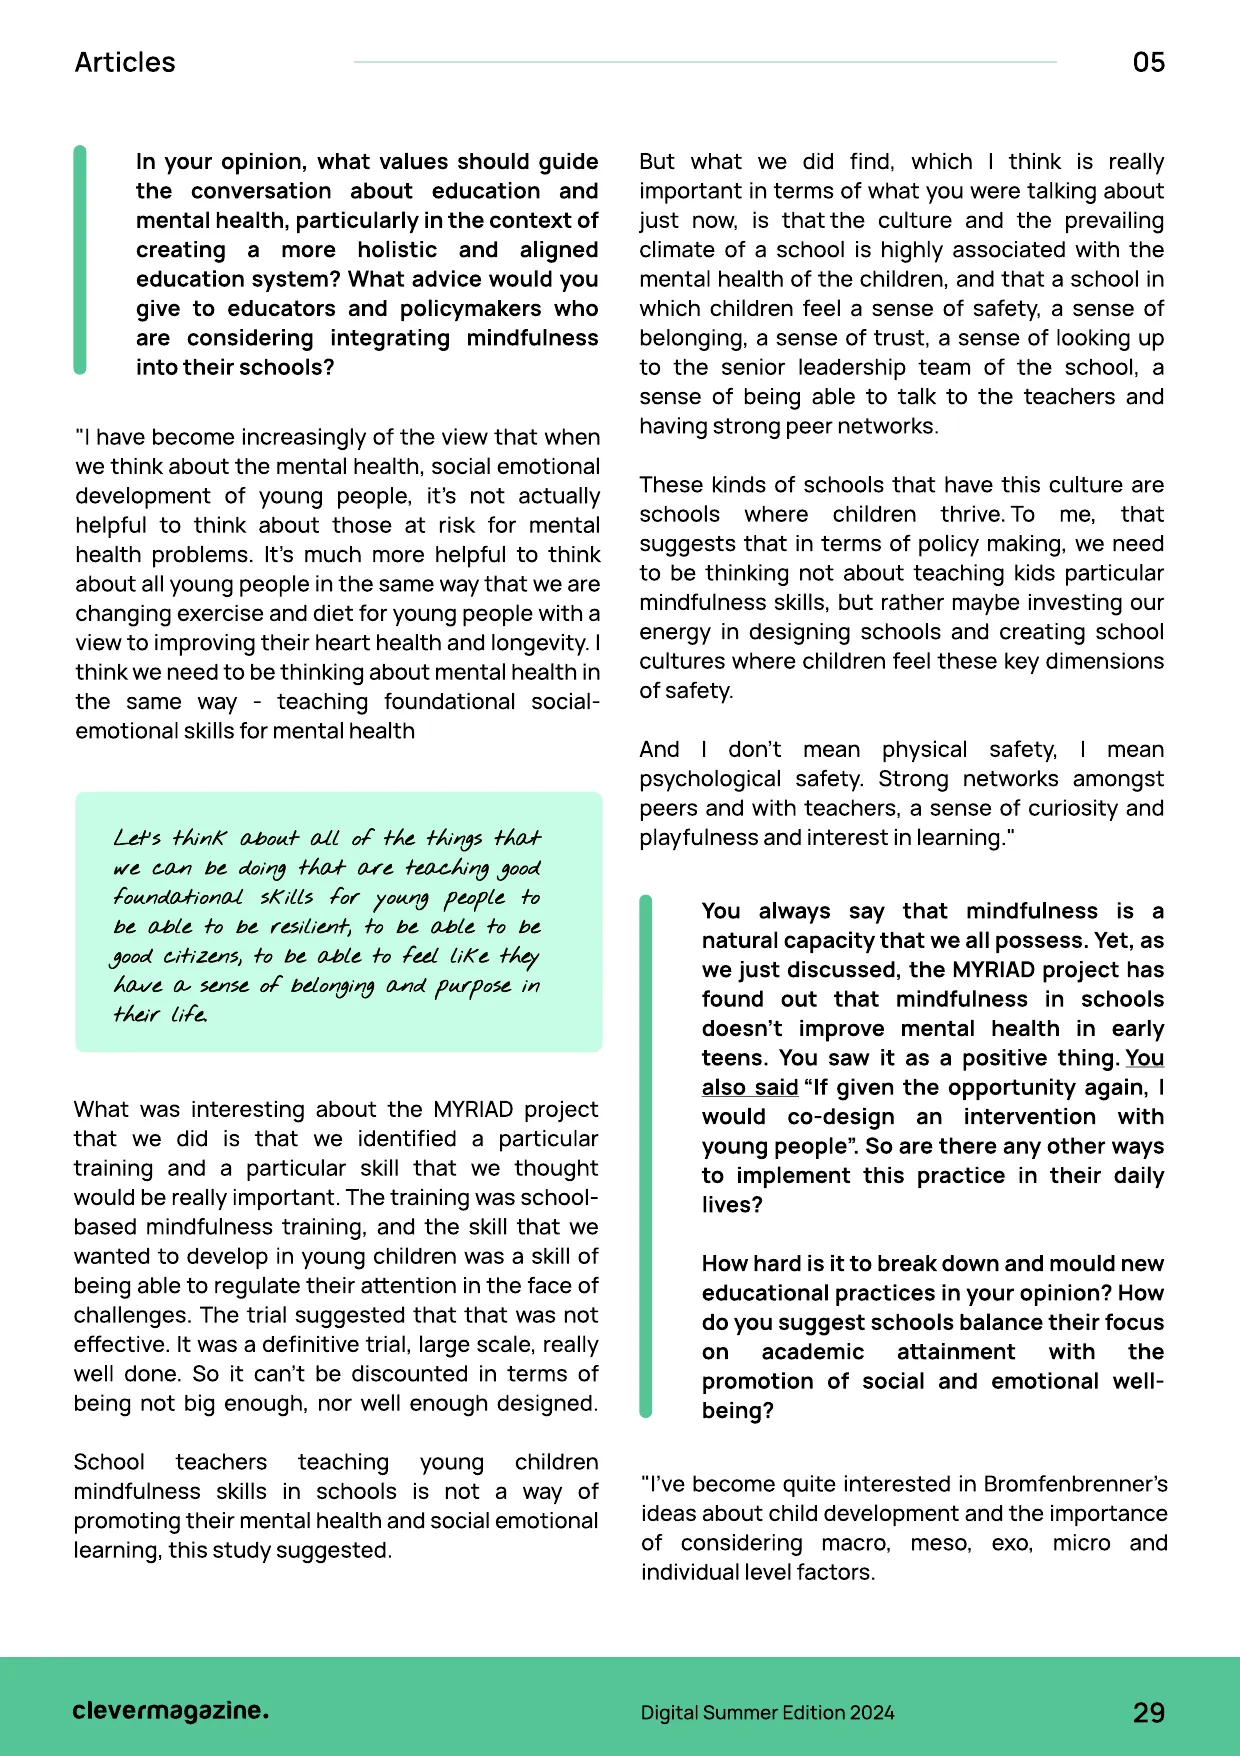 Articles
05
In your opinion, what values should guide
the conversation about education and
mental health, particularly in the context of
creating a more holistic and aligned
education system? What advice would you
give to educators and policymakers who
are considering integrating mindfulness
into their schools?
"I have become increasingly of the view that when
we think about the mental health, social emotional
development of young people, it's not actually
helpful to think about those at risk for mental
health problems. It's much more helpful to think
about all young people in the same way that we are
changing exercise and diet for young people with a
view to improving their heart health and longevity. I
think we need to be thinking about mental health in
the same way - teaching foundational social-
emotional skills for mental health
Let's think about all of the things that
we can be doing that are teaching good
foundational skills for young people to
be able to be resilient, to be able to be
good citizens, to be able to feel like they
have a sense of belonging and purpose in
their life.
What was interesting about the MYRIAD project
that we did is that we identified a particular
training and a particular skill that we thought
would be really important. The training was school-
based mindfulness training, and the skill that we
wanted to develop in young children was a skill of
being able to regulate their attention in the face of
challenges. The trial suggested that that was not
effective. It was a definitive trial, large scale, really
well done. So it can't be discounted in terms of
being not big enough, nor well enough designed.
School teachers teaching young children
mindfulness skills in schools is not a way of
promoting their mental health and social emotional
learning, this study suggested.
But what we did find, which I think is really
important in terms of what you were talking about
just now, is that the culture and the prevailing
climate of a school is highly associated with the
mental health of the children, and that a school in
which children feel a sense of safety, a sense of
belonging, a sense of trust, a sense of looking up
to the senior leadership team of the school, a
sense of being able to talk to the teachers and
having strong peer networks.
These kinds of schools that have this culture are
schools where children thrive. To me, that
suggests that in terms of policy making, we need
to be thinking not about teaching kids particular
mindfulness skills, but rather maybe investing our
energy in designing schools and creating school
cultures where children feel these key dimensions
of safety.
And I don't mean physical safety, I mean
psychological safety. Strong networks amongst
peers and with teachers, a sense of curiosity and
playfulness and interest in learning."
You always say that mindfulness is a
natural capacity that we all possess. Yet, as
we just discussed, the MYRIAD project has
found out that mindfulness in schools
doesn't improve mental health in early
teens. You saw it as a positive thing. You
also said “If given the opportunity again, I
would co-design an intervention with
young people”. So are there any other ways
to implement this practice in their daily
lives?
How hard is it to break down and mould new
educational practices in your opinion? How
do you suggest schools balance their focus
on academic attainment with the
promotion of social and emotional well-
being?
"I've become quite interested in Bromfenbrenner's
ideas about child development and the importance
of considering macro, meso, exo, micro and
individual level factors.
clevermagazine.
Digital Summer Edition 2024
29